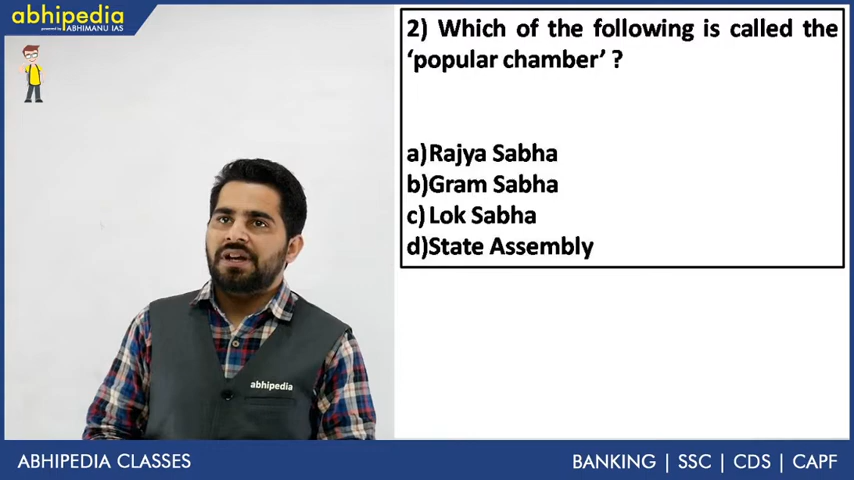 abhipedia
powered by ABHIMANU IAS
2) Which of the following is called the
‘popular chamber’ ?
a)Rajya Sabha
b)Gram Sabha
c) Lok Sabha
d)State Assembly
abhipedia
ABHIPEDIA CLASSES
BANKING | SSC | CDS | CAPF